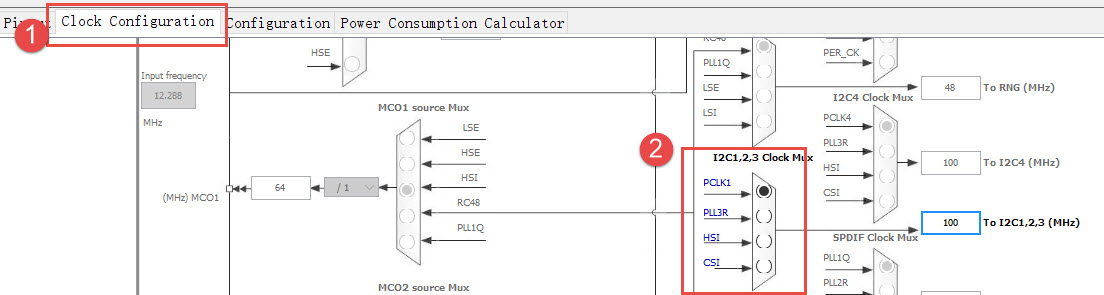 Pi
1
Clock Configuration
Configuration
Power Consumption Calculator
Input frequency
12.288
MHz
HSE
MCO1 source Mux
LSE
HSE
HSI
RC48
PLL1Q
(MHz) MCO1
64
/ 1
MCO2 source Mux
RC48
PLL1Q
LSE
LSI
PER_CK
48
To RNG (MHz)
I2C4 Clock Mux
PCLK4
PLL3R
HSI
CSI
100
To I2C4 (MHz)
2
I2C1,2,3 Clock Mux
PCLK1
PLL3R
HSI
CSI
100
To I2C1,2,3 (MHz)
SPDIF Clock Mux
PLL1Q
PLL2R